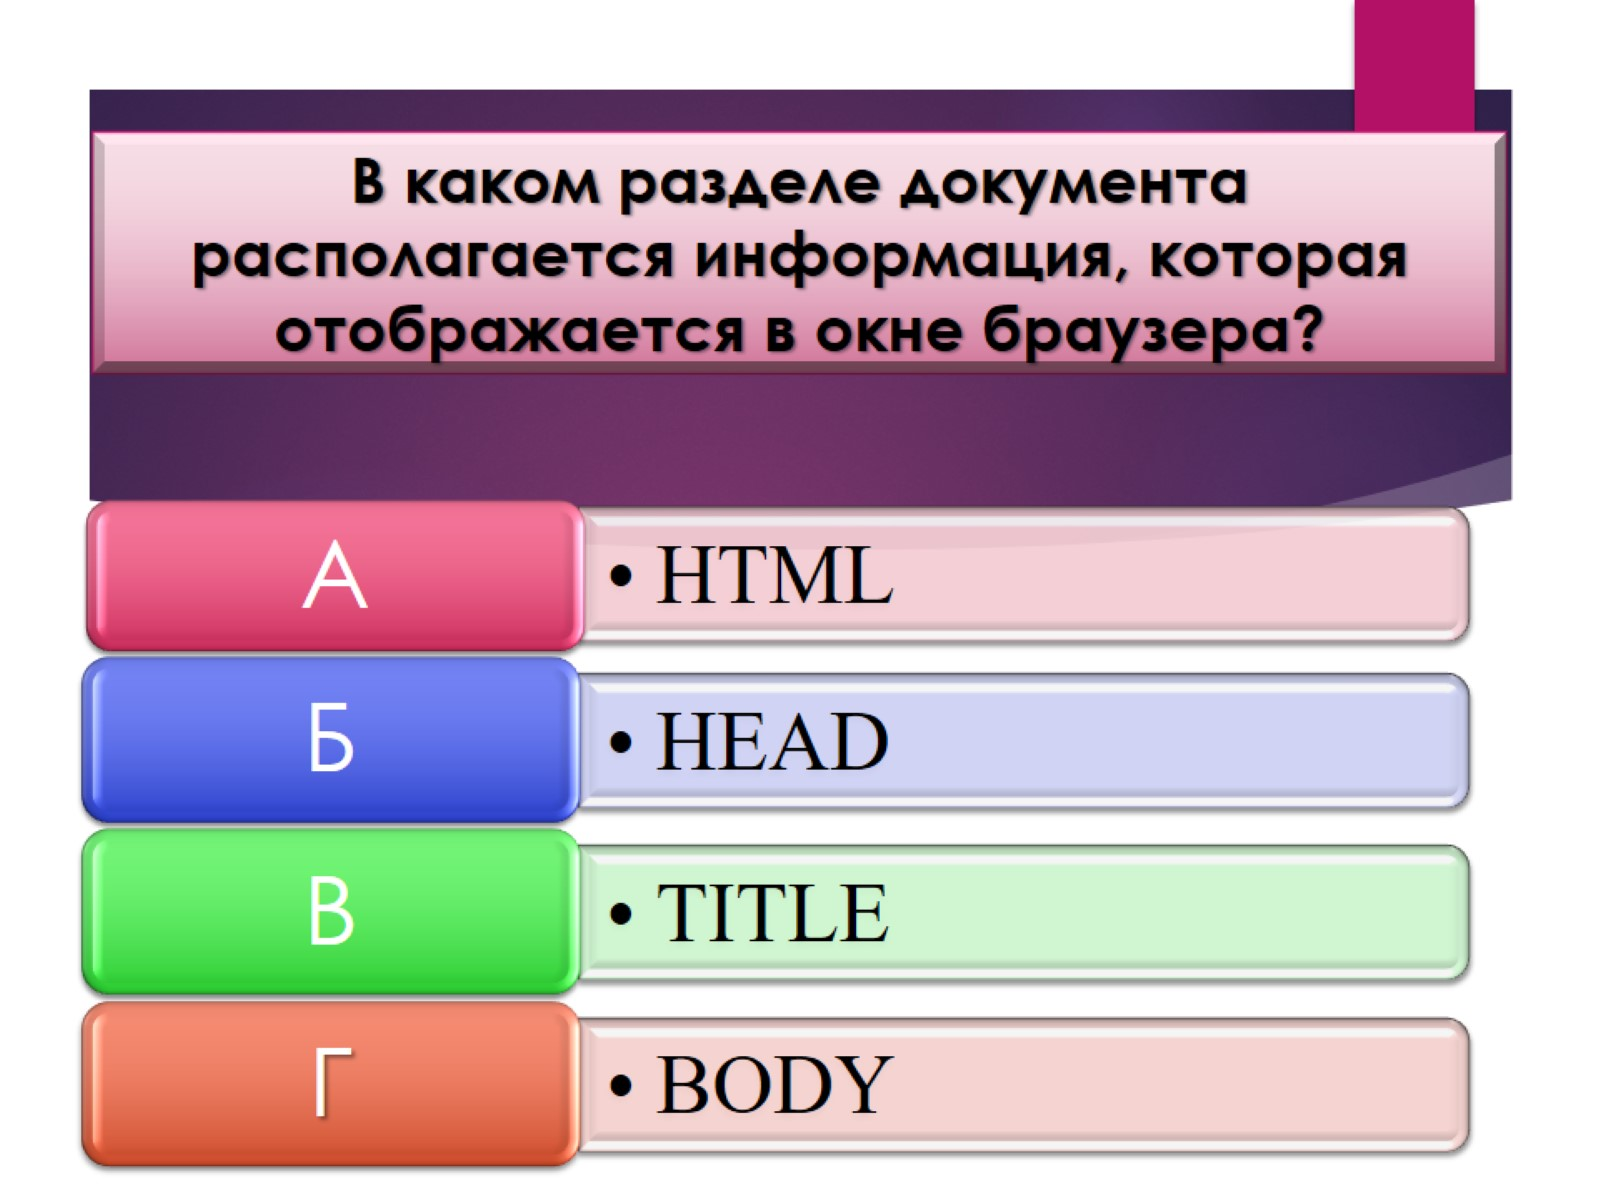 В каком разделе документа
располагается информация, которая
отображается в окне браузера?
А
• HTML
Б
• HEAD
В
• TITLE
Г
• BODY